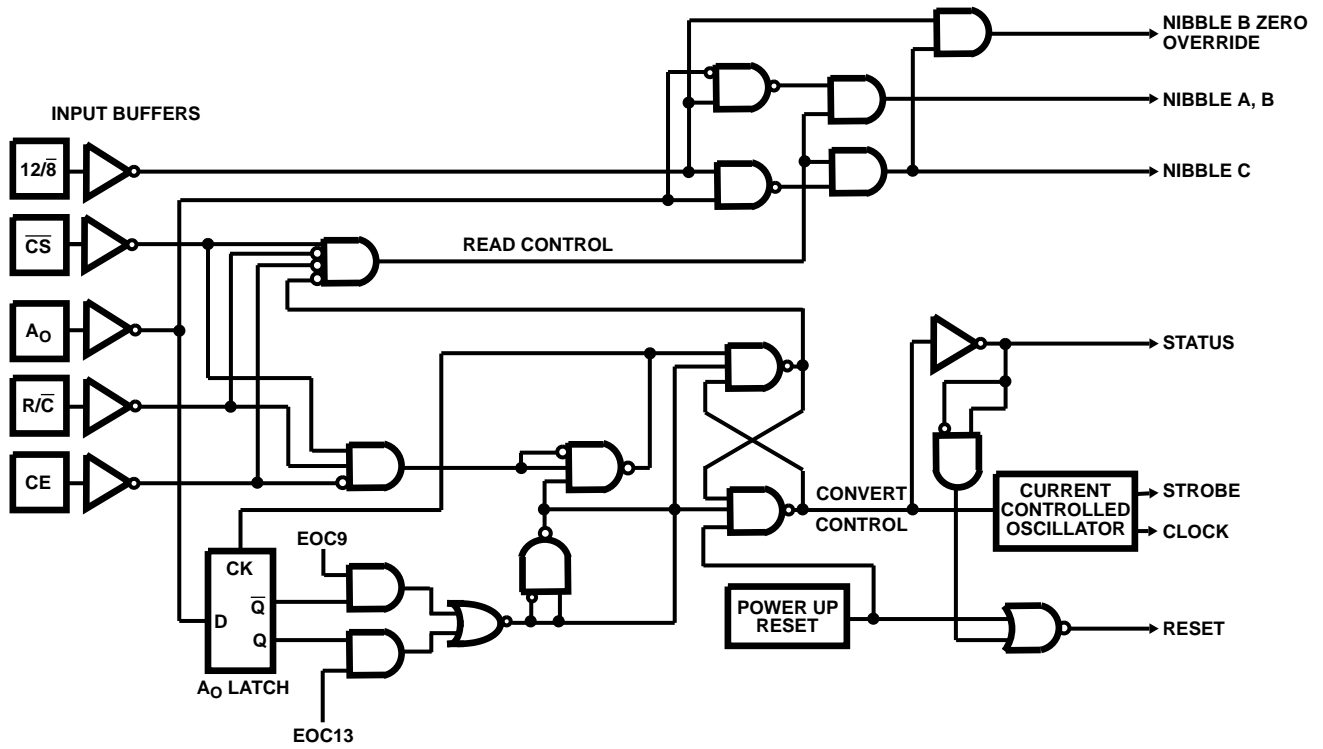 NIBBLE B ZERO
OVERRIDE
NIBBLE A, B
INPUT BUFFERS
12/8̅
NIBBLE C
C̅S̅
READ CONTROL
AO
STATUS
R/C̅
CE
CONVERT
CONTROL
CURRENT
CONTROLLED
OSCILLATOR
STROBE
CLOCK
EOC9
CK
Q̅
D
Q
POWER UP
RESET
RESET
AO LATCH
EOC13